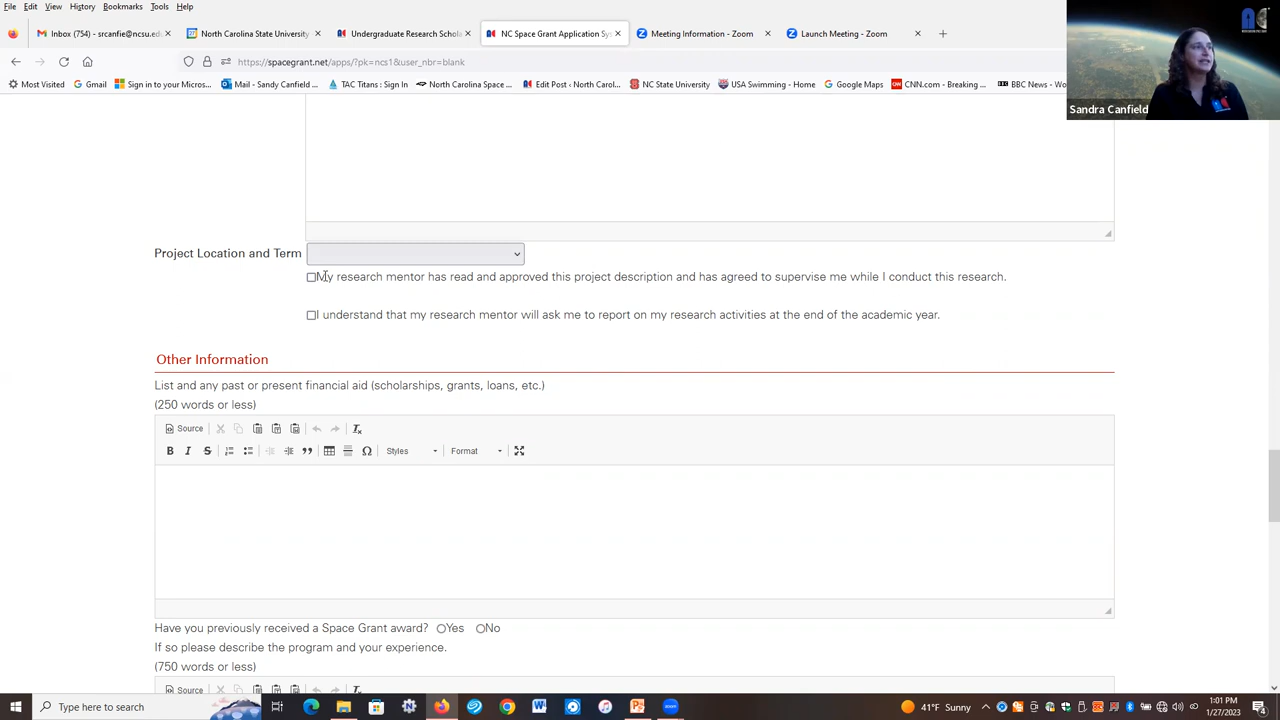 File Edit View History Bookmarks Tools Help
Inbox (754) - srcanfie@ncsu.ed
North Carolina State University
Undergraduate Research Schola
NC Space Grant Application Sys
Meeting Information - Zoom
Launch Meeting - Zoom
https://spacegrant.net/apps/?pk=ncs1&user_nbr=blank
Most Visited
Gmail
Sign in to your Micros...
Mail - Sandy Canfield ...
TAC Titans : Sign In
North Carolina Space ...
Edit Post ‹ North Carol...
NC State University
USA Swimming - Home
Google Maps
CNN.com - Breaking ...
BBC News - Wo
Sandra Canfield
Project Location and Term
My research mentor has read and approved this project description and has agreed to supervise me while I conduct this research.
I understand that my research mentor will ask me to report on my research activities at the end of the academic year.
Other Information
List and any past or present financial aid (scholarships, grants, loans, etc.)
(250 words or less)
Source
B I S Styles Format
Have you previously received a Space Grant award? Yes No
If so please describe the program and your experience.
(750 words or less)
Source
Type here to search
41°F Sunny
1:01 PM
1/27/2023